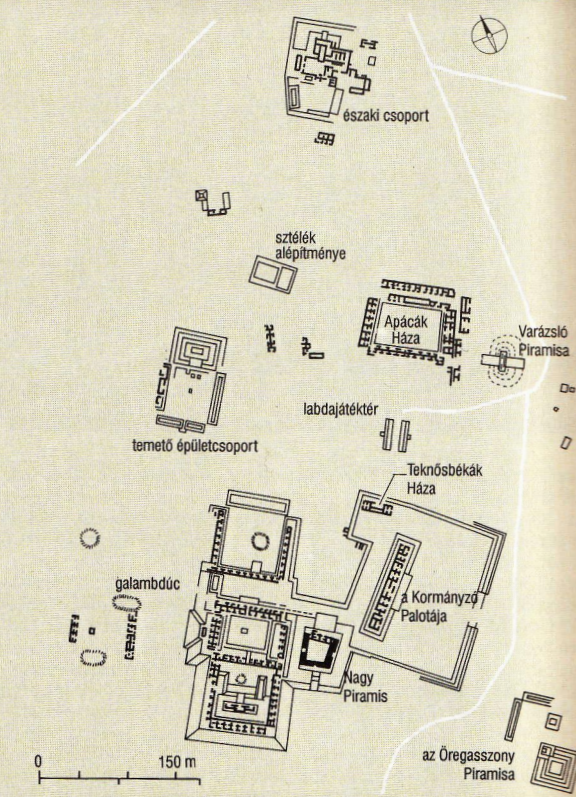 északi csoport
sztélék
alépítménye
Apácák
Háza
Varázsló
Piramisa
labdajátéktér
temető épületcsoport
Teknősbékák
Háza
galambdúc
a Kormányzó
Palotája
Nagy
Piramis
az Öregasszony
Piramisa
0 150 m